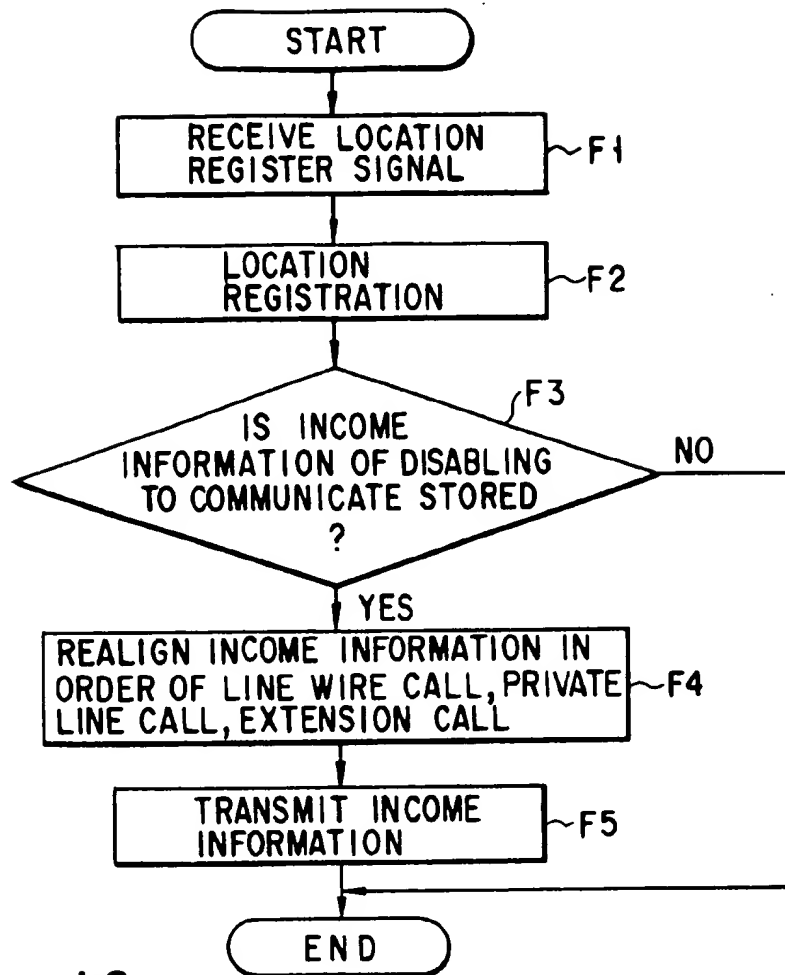 START
RECEIVE LOCATION
REGISTER SIGNAL
F1
LOCATION
REGISTRATION
F2
F3
IS INCOME
INFORMATION OF DISABLING
TO COMMUNICATE STORED
?
NO
YES
REALIGN INCOME INFORMATION IN
ORDER OF LINE WIRE CALL, PRIVATE
LINE CALL, EXTENSION CALL
F4
TRANSMIT INCOME
INFORMATION
F5
END